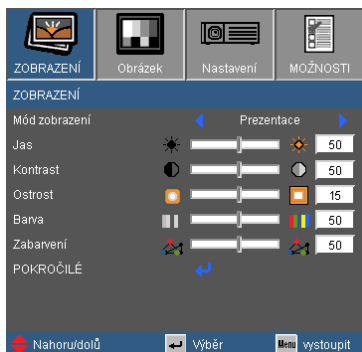 ZOBRAZENÍ Obrázek Nastavení MOŽNOSTI
ZOBRAZENÍ
Mód zobrazení Prezentace
Jas 50
Kontrast 50
Ostrost 15
Barva 50
Zabarvení 50
POKROČILÉ
Nahoru/dolů Výběr Menu vystoupit